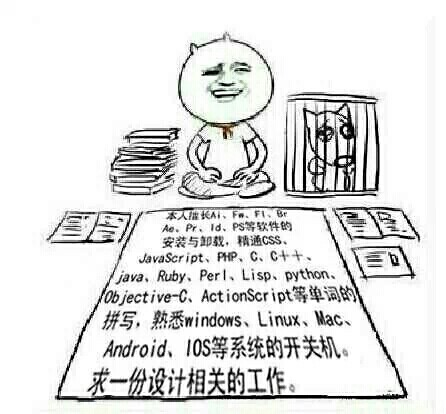 本人擅长Ai、Fw、Fl、Br
Ae、Pr、Id、PS等软件的
安装与卸载，精通CSS、
JavaScript、PHP、C、C＋＋、
java、Ruby、Perl、Lisp、python、
Objective-C、ActionScript等单词的
拼写，熟悉windows、Linux、Mac、
Android、IOS等系统的开关机。
求一份设计相关的工作。